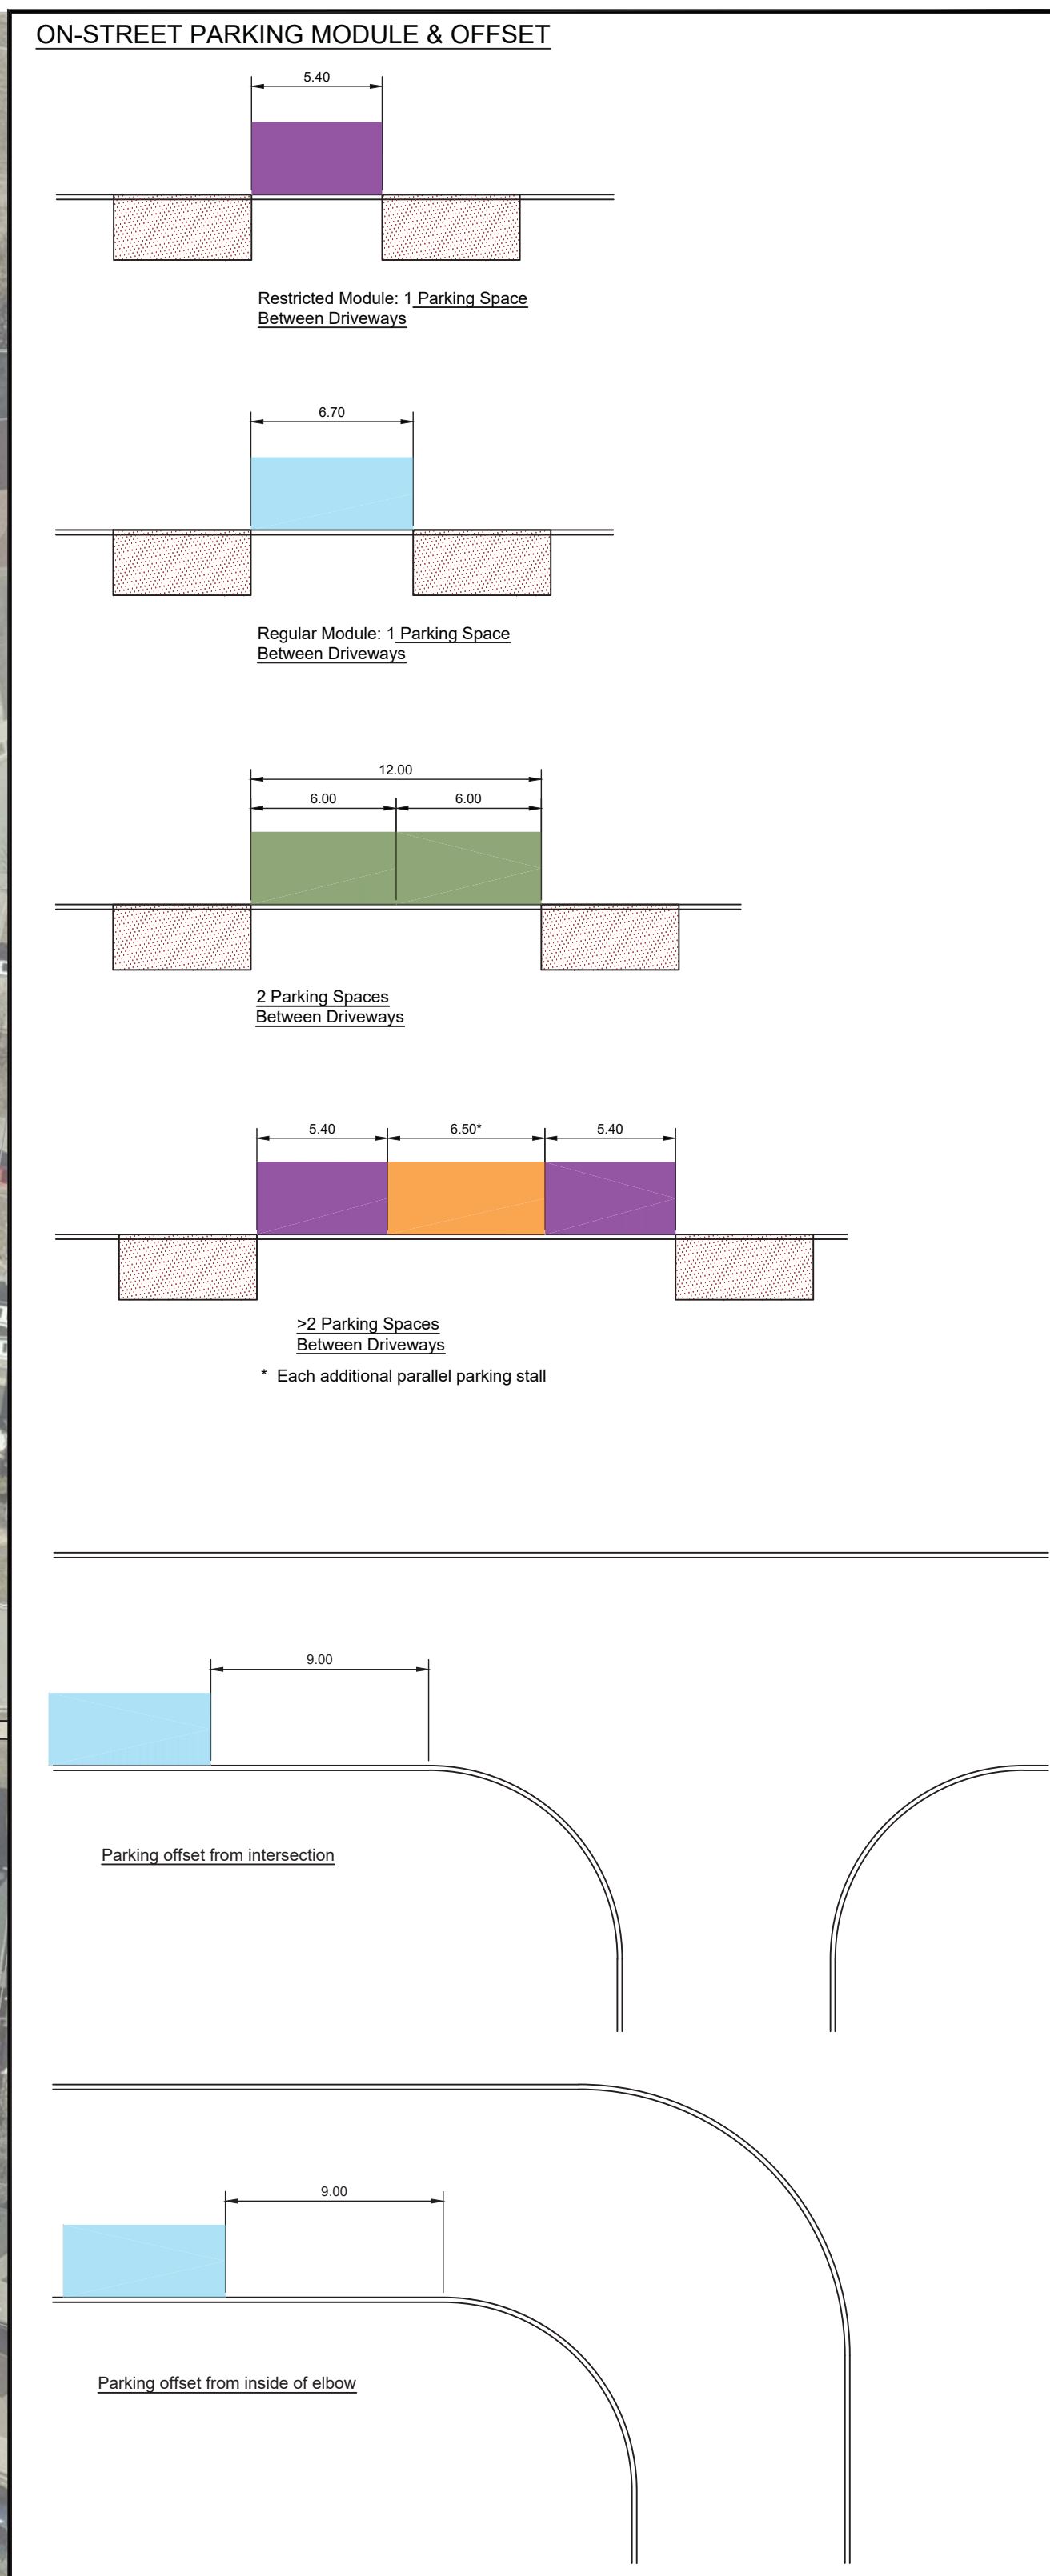 ON-STREET PARKING MODULE & OFFSET
5.40
Restricted Module: 1 Parking Space
Between Driveways
6.70
Regular Module: 1 Parking Space
Between Driveways
12.00
6.00 6.00
2 Parking Spaces
Between Driveways
5.40 6.50* 5.40
>2 Parking Spaces
Between Driveways
* Each additional parallel parking stall
9.00
Parking offset from intersection
9.00
Parking offset from inside of elbow